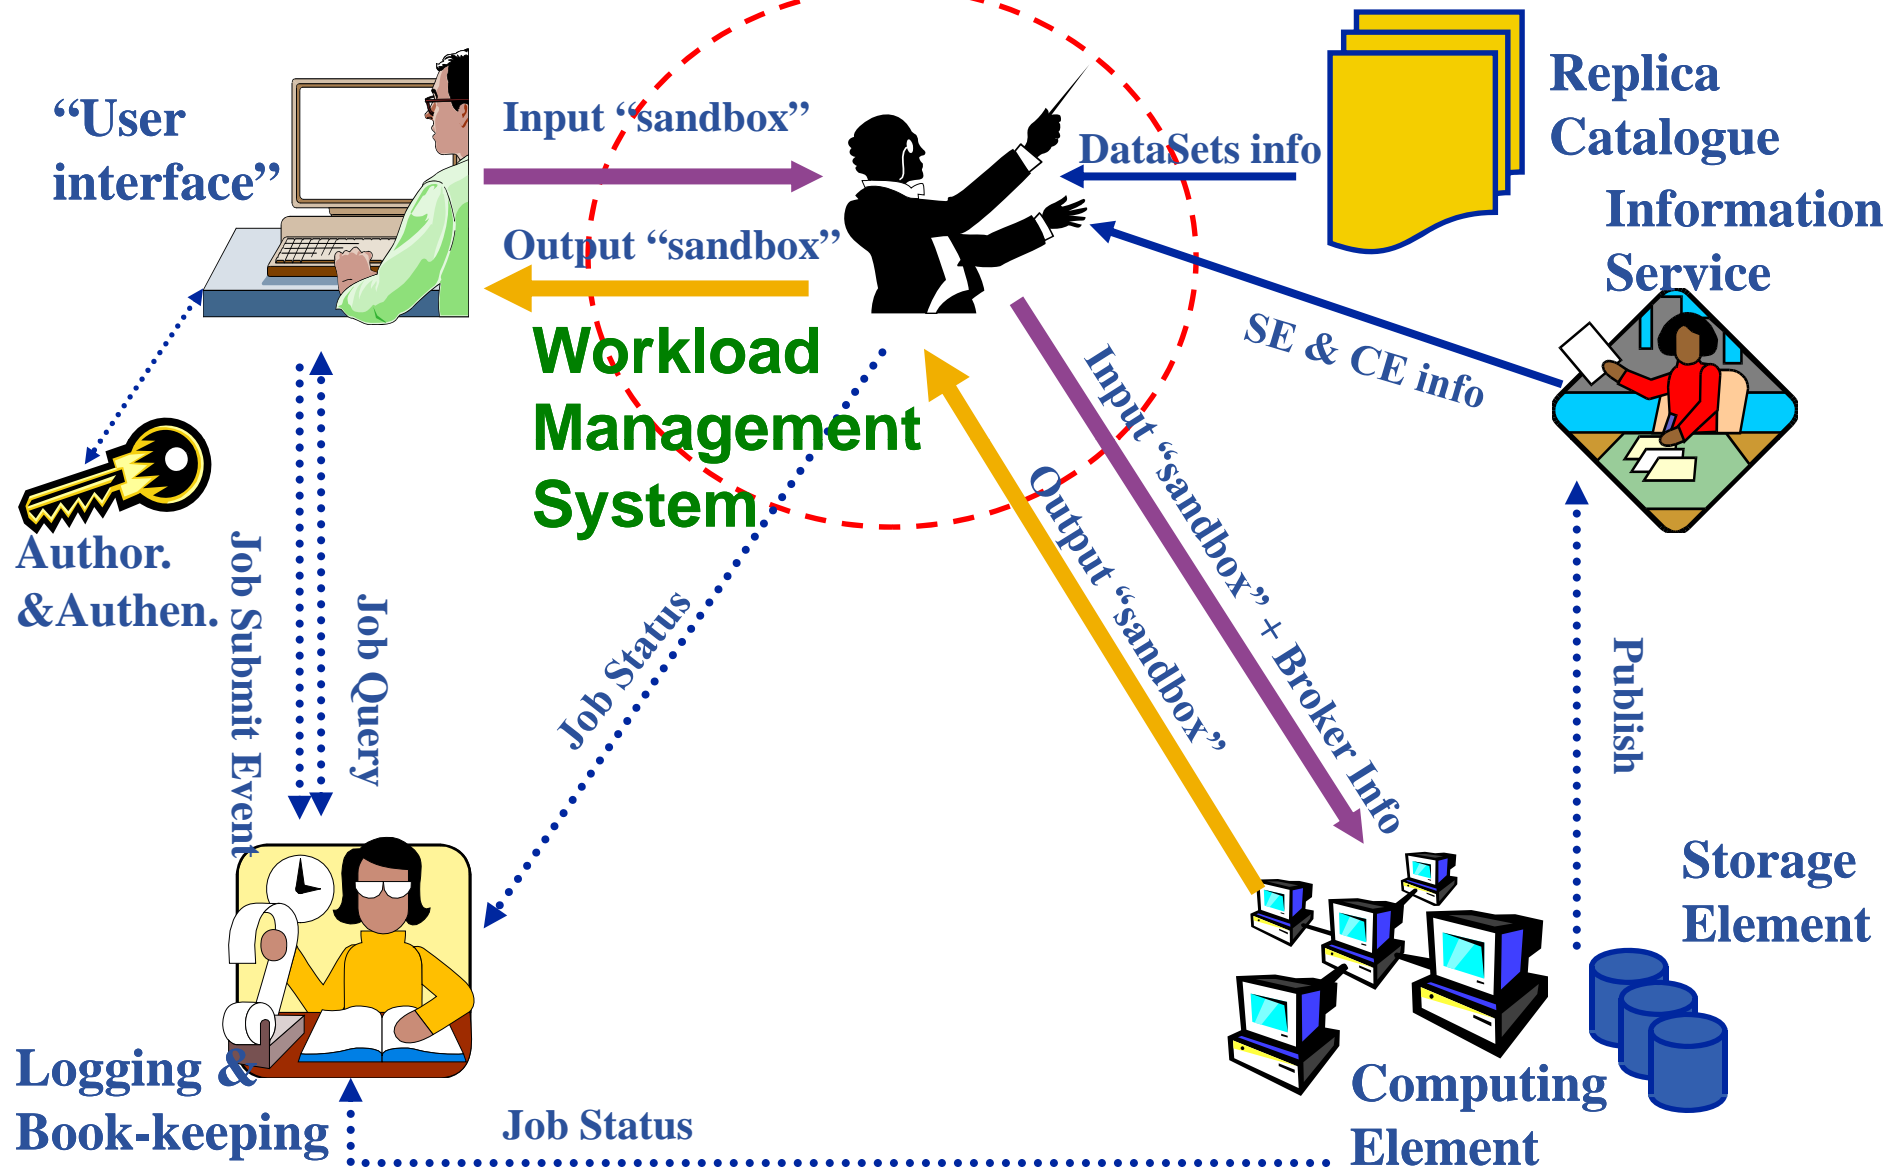 “User
interface”
Input “sandbox”
DataSets info
Replica
Catalogue
Information
Service
Output “sandbox”
SE & CE info
Workload
Management
System
Input “sandbox” + Broker Info
Output “sandbox”
Author.
&Authen.
Job Submit Event
Job Query
Job Status
Publish
Storage
Element
Logging &
Book-keeping
Job Status
Computing
Element